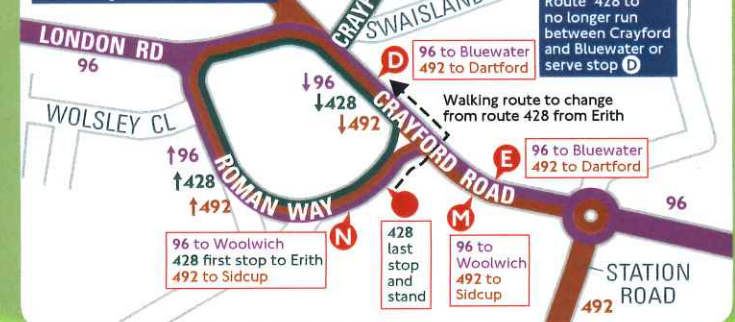 LONDON RD
96
WOLSLEY CL
SWAISLAND
Route 428 to
no longer run
between Crayford
and Bluewater or
serve stop D
D
96 to Bluewater
492 to Dartford
↓96
↓428
↓492
CRAYFORD ROAD
Walking route to change
from route 428 from Erith
E
96 to Bluewater
492 to Dartford
↑96
↑428
↑492
ROMAN WAY
N
M
96
96 to Woolwich
428 first stop to Erith
492 to Sidcup
428
last
stop
and
stand
96 to
Woolwich
492 to
Sidcup
STATION
ROAD
492